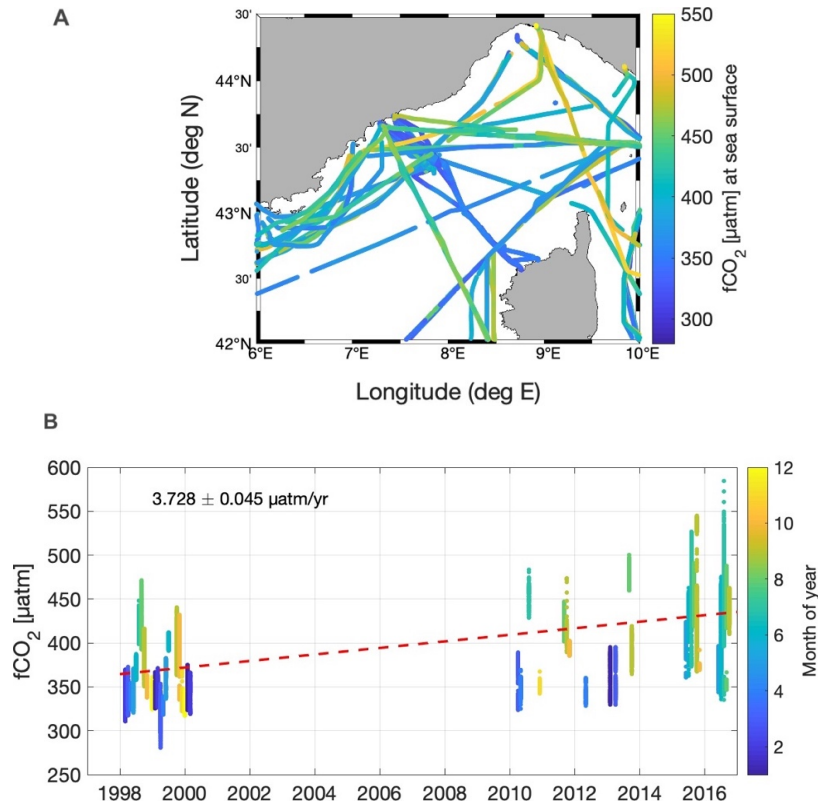 A
30'
44°N
30'
43°N
30'
42°N
6°E 7°E 8°E 9°E 10°E
Latitude (deg N)
Longitude (deg E)
550
500
450
400
350
300
fCO₂ [μatm] at sea surface
B
600
550
500
450
400
350
300
250
fCO₂ [μatm]
3.728 ± 0.045 μatm/yr
1998 2000 2002 2004 2006 2008 2010 2012 2014 2016
12
10
8
6
4
2
Month of year